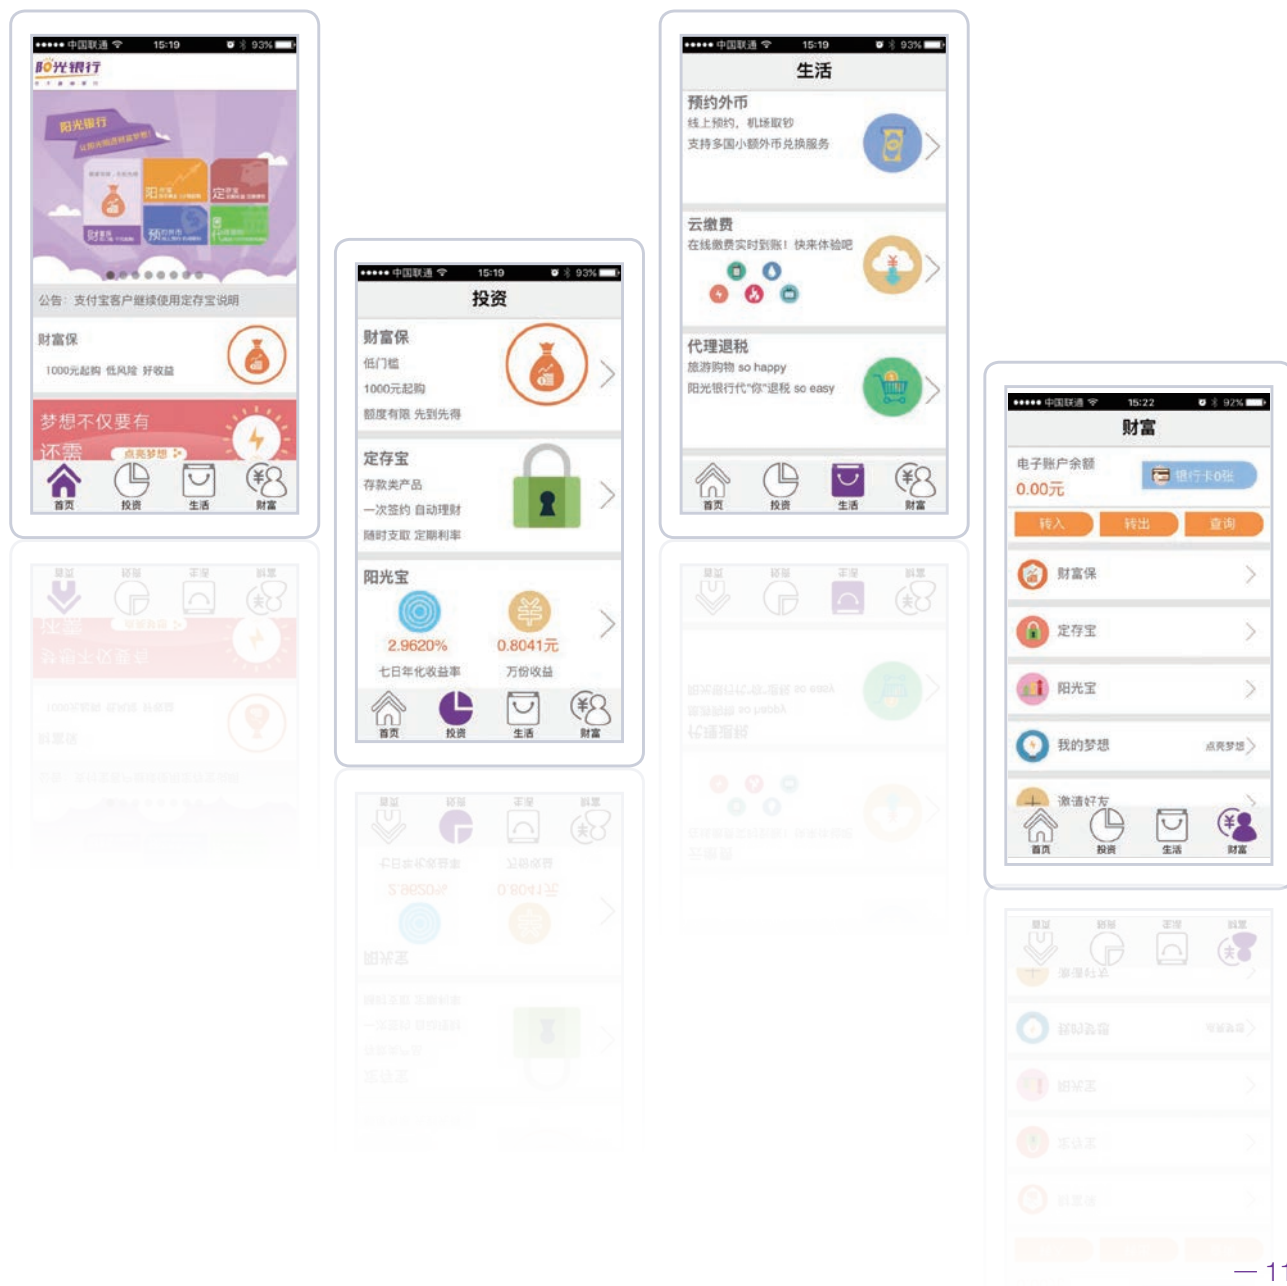 中国联通 15:19 93%
阳光银行
阳光银行
公告：支付宝客户继续使用定存宝说明
财富保
1000元起购 低风险 好收益
梦想不仅要有
还需 点亮梦想
首页 投资 生活 财富
中国联通 15:19 93%
投资
财富保
低门槛
1000元起购
额度有限 先到先得
定存宝
存款类产品
一次签约 自动理财
随时支取 定期利率
阳光宝
2.9620% 0.8041元
七日年化收益率 万份收益
首页 投资 生活 财富
中国联通 15:19 93%
生活
预约外币
线上预约，机场取钞
支持多国小额外币兑换服务
云缴费
在线缴费实时到账！快来体验吧
代理退税
旅游购物 so happy
阳光银行代“你”退税 so easy
首页 投资 生活 财富
中国联通 15:22 92%
财富
电子账户余额
0.00元 银行卡0张
转入 转出 查询
财富保
定存宝
阳光宝
我的梦想 点亮梦想
邀请好友
首页 投资 生活 财富
— 11